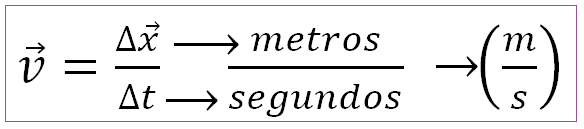 v⃗ = Δx⃗ / Δt → metros / segundos → (m / s)